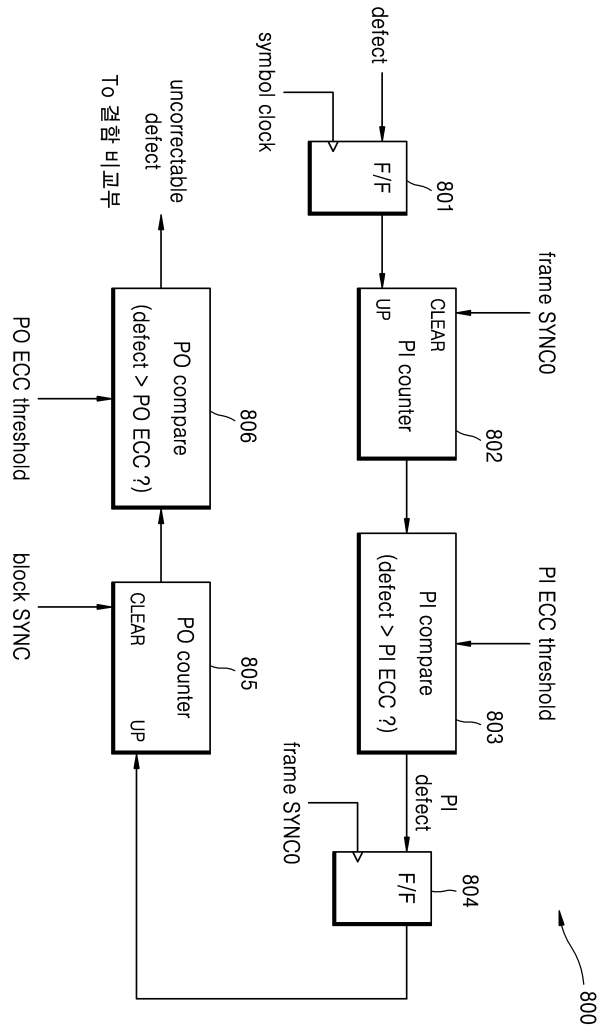 800
defect
symbol clock
F/F
801
frame SYNC0
CLEAR
UP
PI counter
802
PI ECC threshold
PI compare
(defect > PI ECC ?)
803
PI
defect
frame SYNC0
F/F
804
uncorrectable
defect
To 결함 비교부
PO compare
(defect > PO ECC ?)
806
PO ECC threshold
PO counter
CLEAR
UP
805
block SYNC